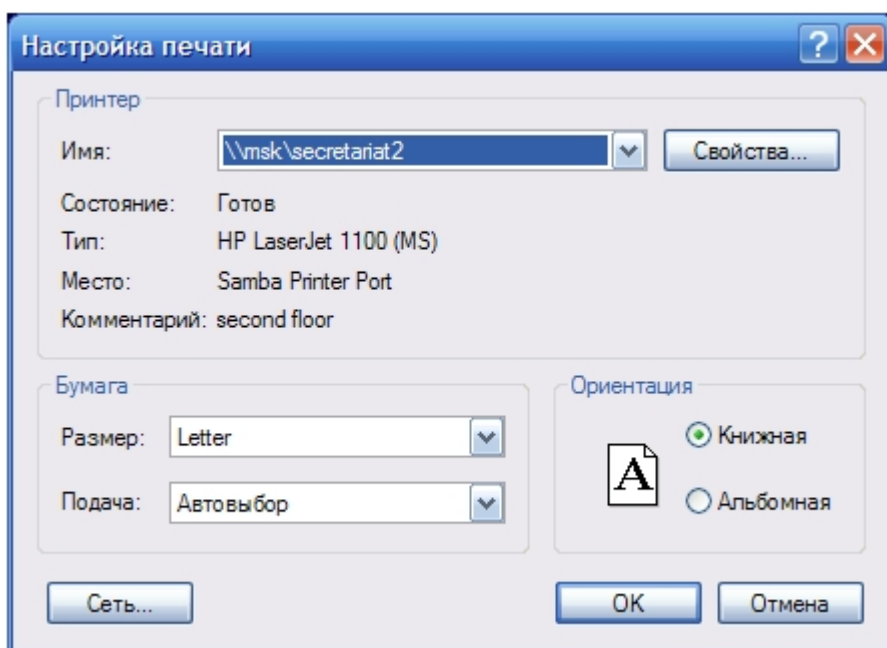 Настройка печати
Принтер
Имя: \\msk\secretariat2 Свойства...
Состояние: Готов
Тип: HP LaserJet 1100 (MS)
Место: Samba Printer Port
Комментарий: second floor
Бумага
Размер: Letter
Подача: Автовыбор
Ориентация
A
Книжная
Альбомная
Сеть... OK Отмена